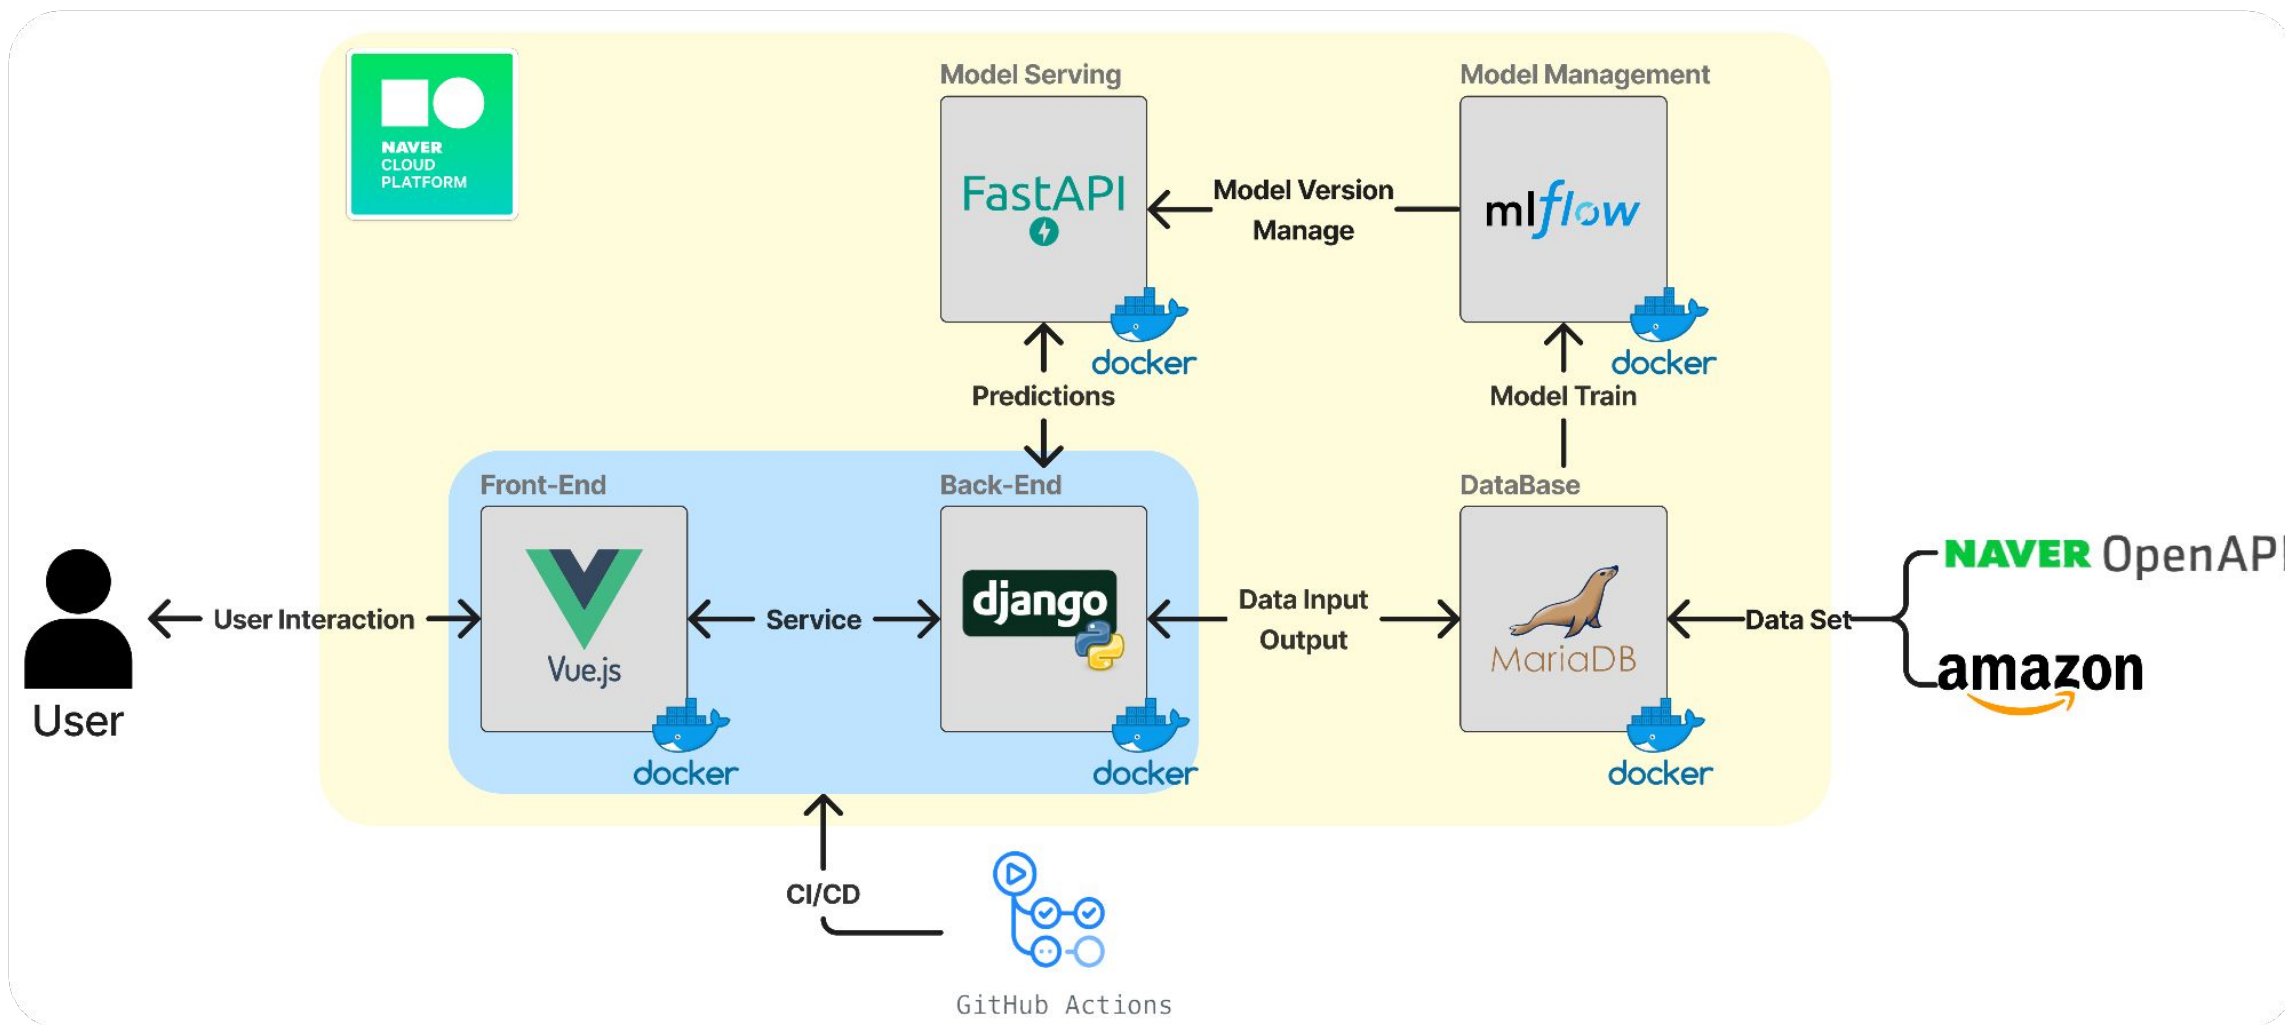 NAVER
CLOUD
PLATFORM
Model Serving
FastAPI
docker
Model Version
Manage
Model Management
mlflow
docker
Predictions
Model Train
Front-End
Vue.js
docker
Back-End
django
docker
DataBase
MariaDB
docker
User
User Interaction
Service
Data Input
Output
Data Set
NAVER OpenAPI
amazon
CI/CD
GitHub Actions